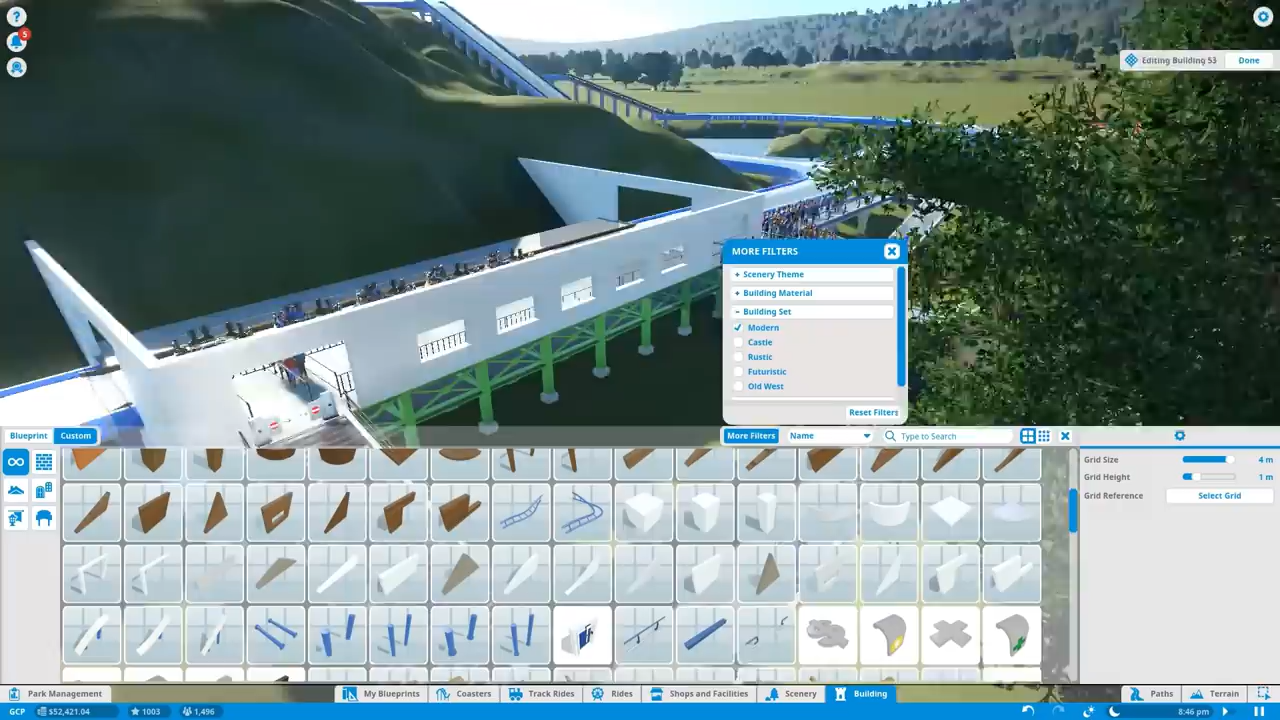 5
Editing Building 53
Done
MORE FILTERS
+ Scenery Theme
+ Building Material
- Building Set
Modern
Castle
Rustic
Futuristic
Old West
Reset Filters
Blueprint
Custom
More Filters
Name
Type to Search
Grid Size
4 m
Grid Height
1 m
Grid Reference
Select Grid
Park Management
My Blueprints
Coasters
Track Rides
Rides
Shops and Facilities
Scenery
Building
Paths
Terrain
GCP
$52,421.04
1003
1,496
8:46 pm